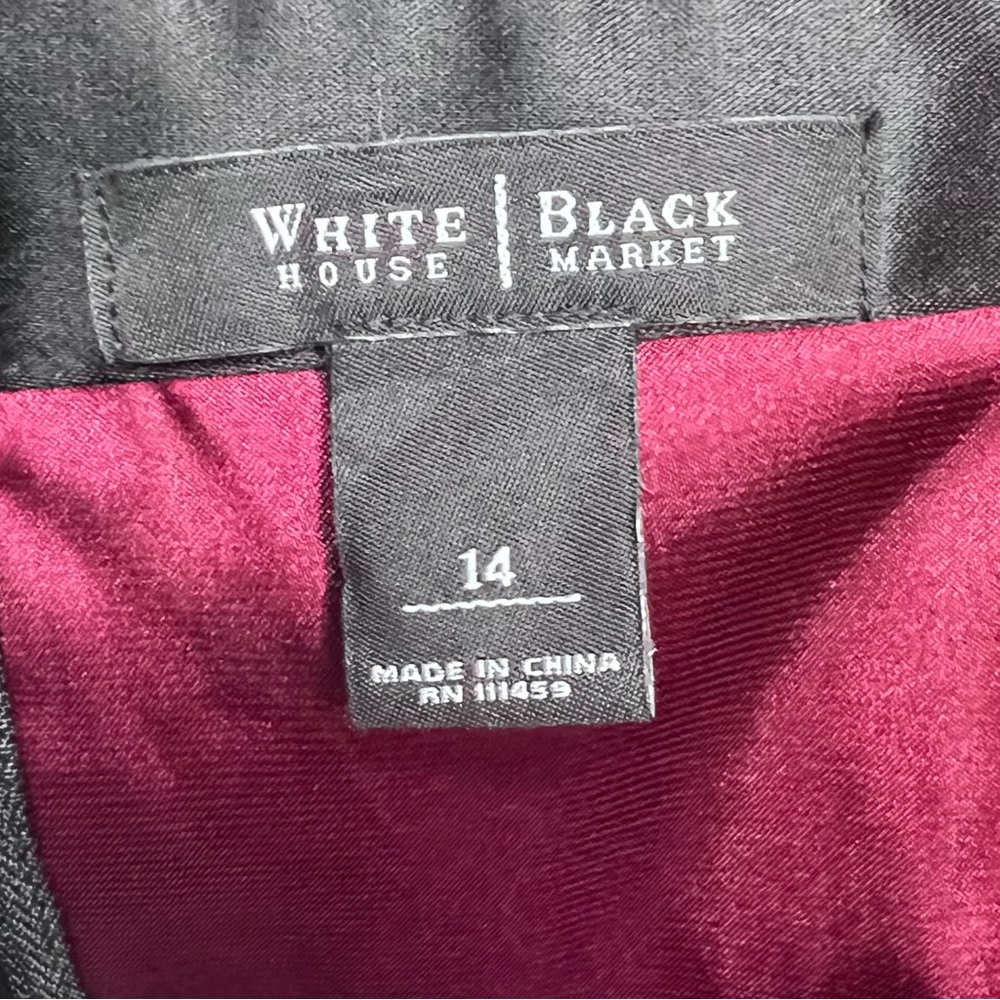 WHITE | BLACK
HOUSE | MARKET
14
MADE IN CHINA
RN 111459